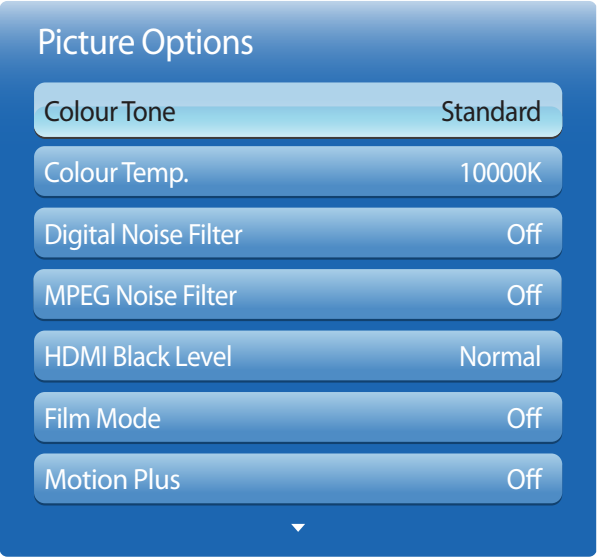 Picture Options
Colour Tone Standard
Colour Temp. 10000K
Digital Noise Filter Off
MPEG Noise Filter Off
HDMI Black Level Normal
Film Mode Off
Motion Plus Off